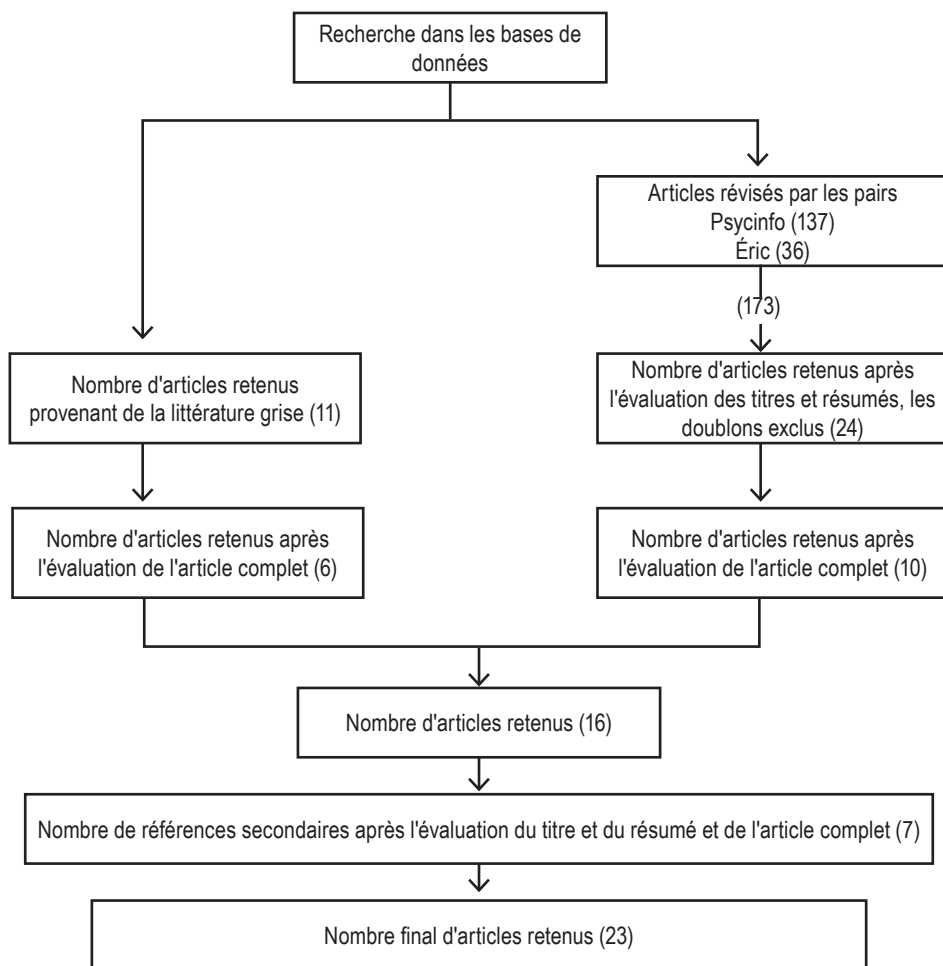 Recherche dans les bases de
données
Articles révisés par les pairs
Psycinfo (137)
Éric (36)
(173)
Nombre d'articles retenus
provenant de la littérature grise (11)
Nombre d'articles retenus après
l'évaluation des titres et résumés, les
doublons exclus (24)
Nombre d'articles retenus après
l'évaluation de l'article complet (6)
Nombre d'articles retenus après
l'évaluation de l'article complet (10)
Nombre d'articles retenus (16)
Nombre de références secondaires après l'évaluation du titre et du résumé et de l'article complet (7)
Nombre final d'articles retenus (23)